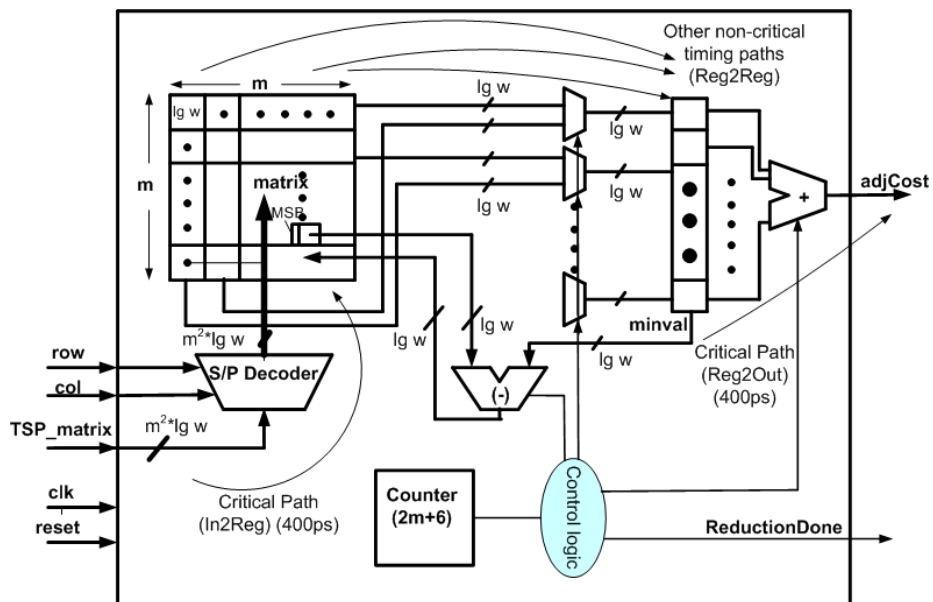 Other non-critical
timing paths
(Reg2Reg)
m
lg w
lg w
lg w
m
matrix
MSB
lg w
lg w
adjCost
+
m²*lg w
lg w
lg w
minval
lg w
row
S/P Decoder
col
(-)
Critical Path
(Reg2Out)
(400ps)
TSP_matrix
m²*lg w
clk
reset
Critical Path
(In2Reg) (400ps)
Counter
(2m+6)
Control logic
ReductionDone